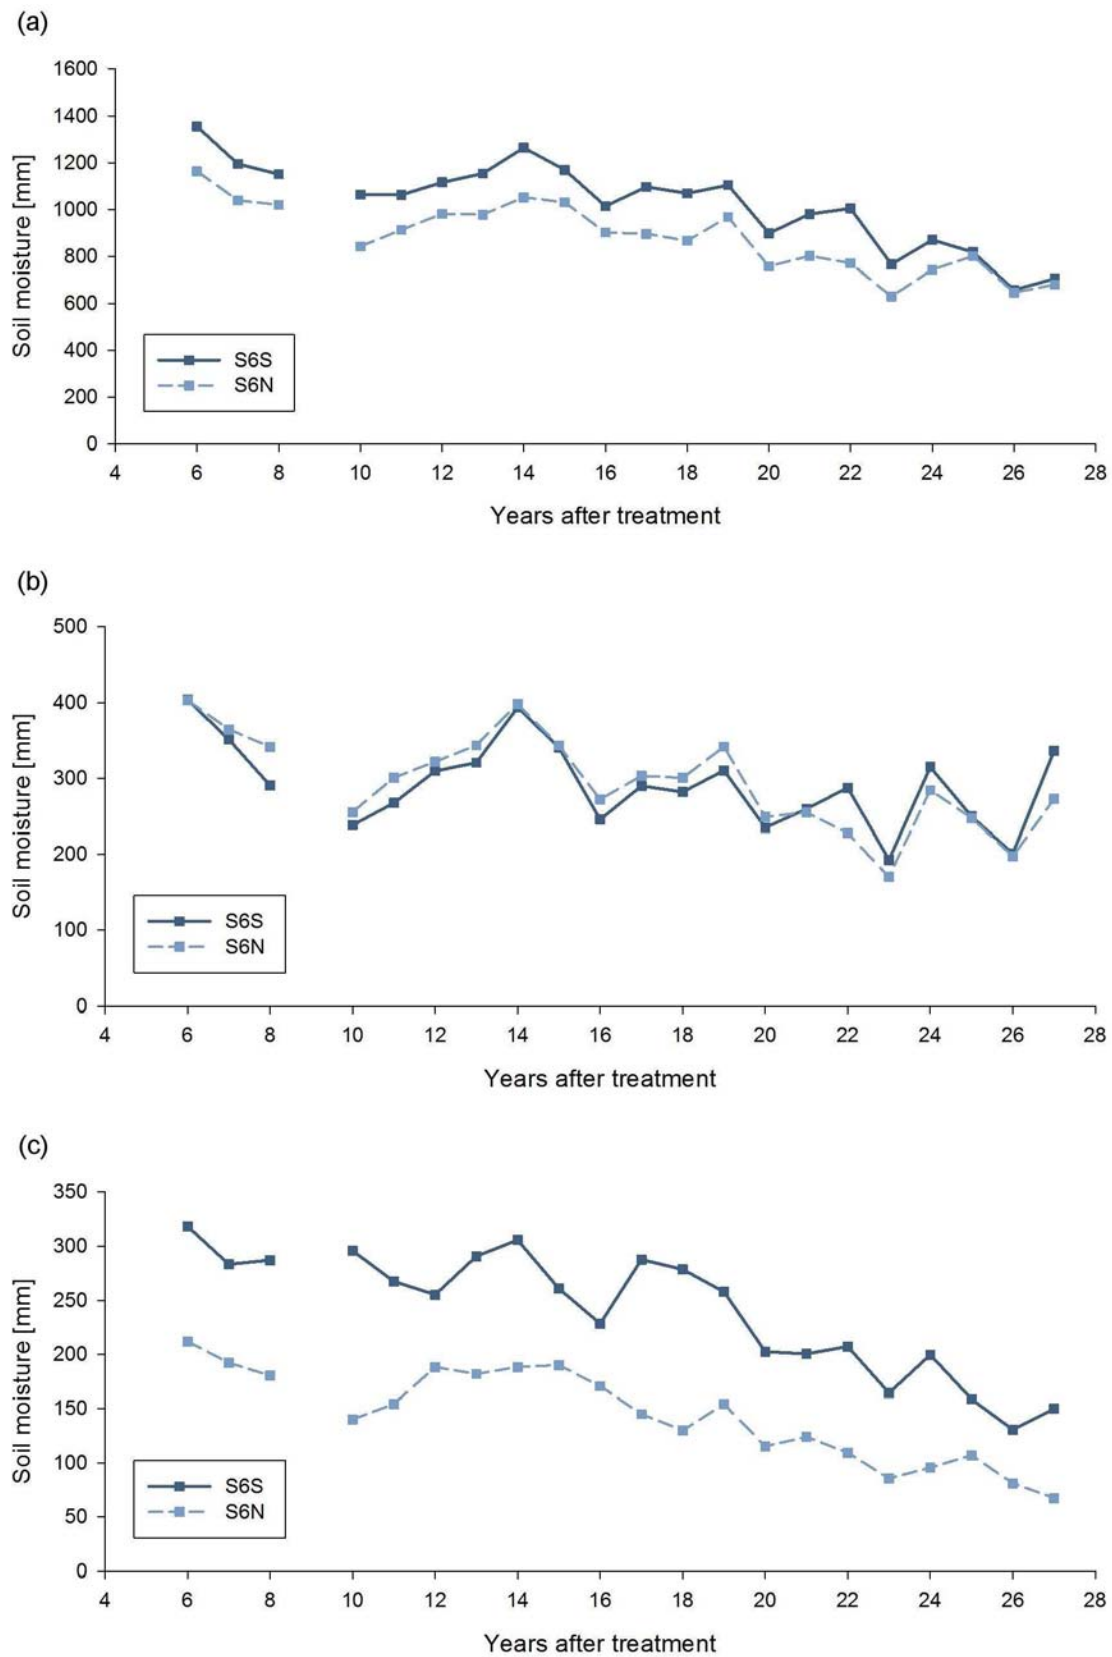 (a)
1600
1400
1200
1000
800
600
400
200
0
Soil moisture [mm]
S6S
S6N
4 6 8 10 12 14 16 18 20 22 24 26 28
Years after treatment
(b)
500
400
300
200
100
0
Soil moisture [mm]
S6S
S6N
4 6 8 10 12 14 16 18 20 22 24 26 28
Years after treatment
(c)
350
300
250
200
150
100
50
0
Soil moisture [mm]
S6S
S6N
4 6 8 10 12 14 16 18 20 22 24 26 28
Years after treatment